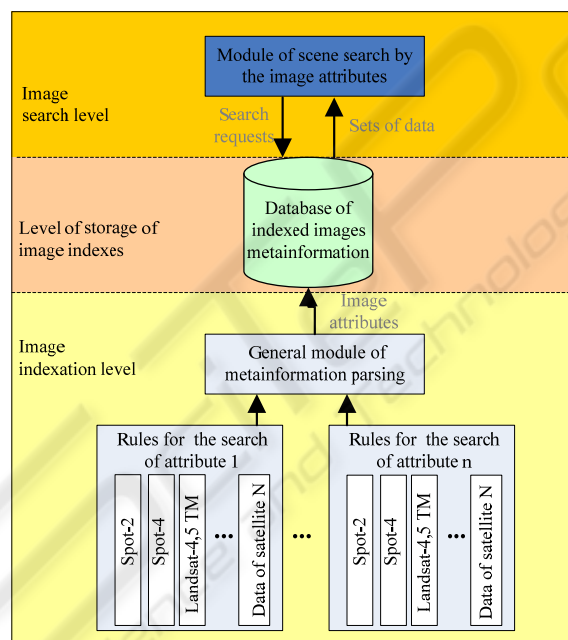 Module of scene search by
the image attributes
Image
search level
Search
requests
Sets of data
Database of
indexed images
metainformation
Level of storage of
image indexes
Image
attributes
Image
indexation level
General module of
metainformation parsing
Rules for the search
of attribute 1
Spot-2
Spot-4
Landsat-4,5 TM
...
Data of satellite N
...
Rules for the search
of attribute n
Spot-2
Spot-4
Landsat-4,5 TM
...
Data of satellite N